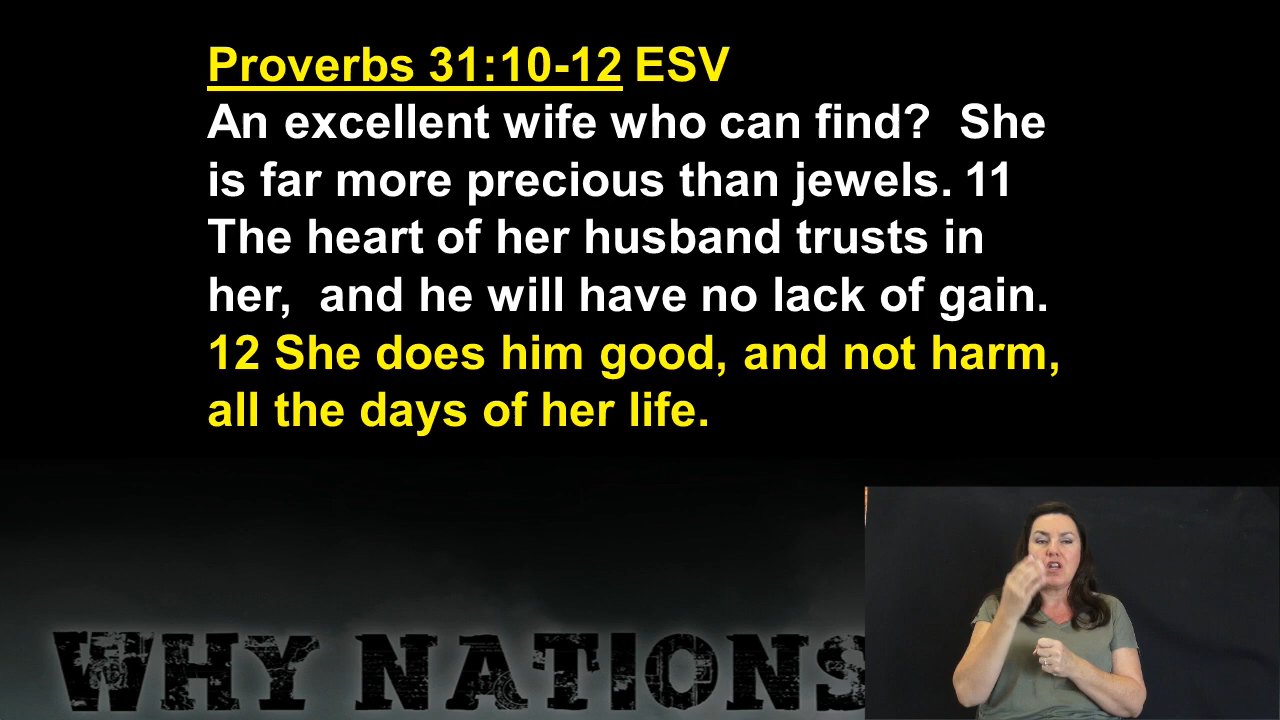 Proverbs 31:10-12 ESV
An excellent wife who can find?  She
is far more precious than jewels. 11
The heart of her husband trusts in
her,  and he will have no lack of gain.
12 She does him good, and not harm,
all the days of her life.
WHY NATIONS